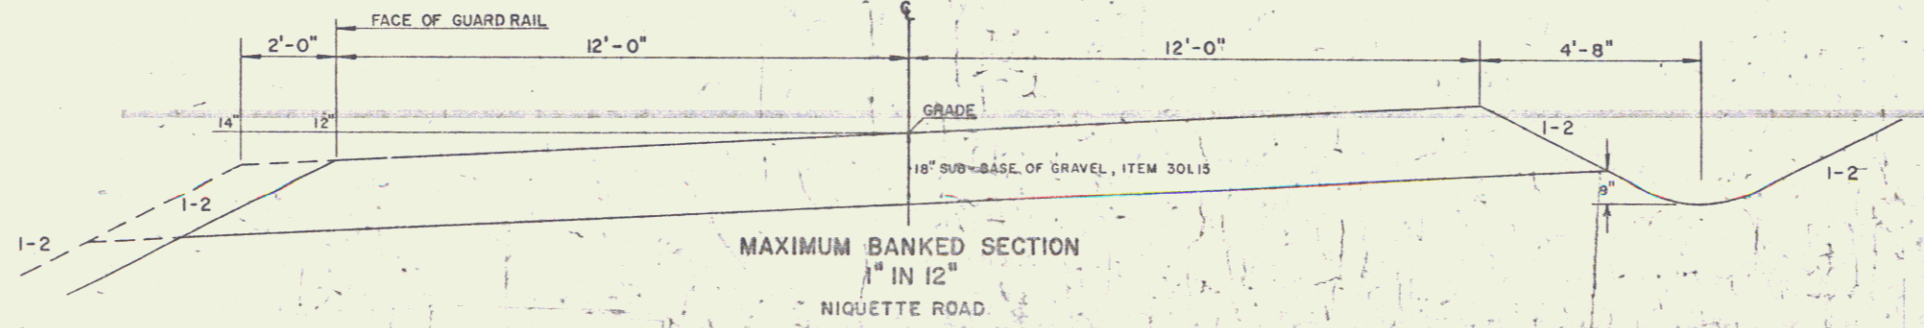 ℄
FACE OF GUARD RAIL
2'-0" 12'-0" 12'-0" 4'-8"
14" 12"
GRADE
1-2
18" SUB-BASE OF GRAVEL, ITEM 301.15
1-2
8"
1-2
1-2
MAXIMUM BANKED SECTION
1" IN 12"
NIQUETTE ROAD